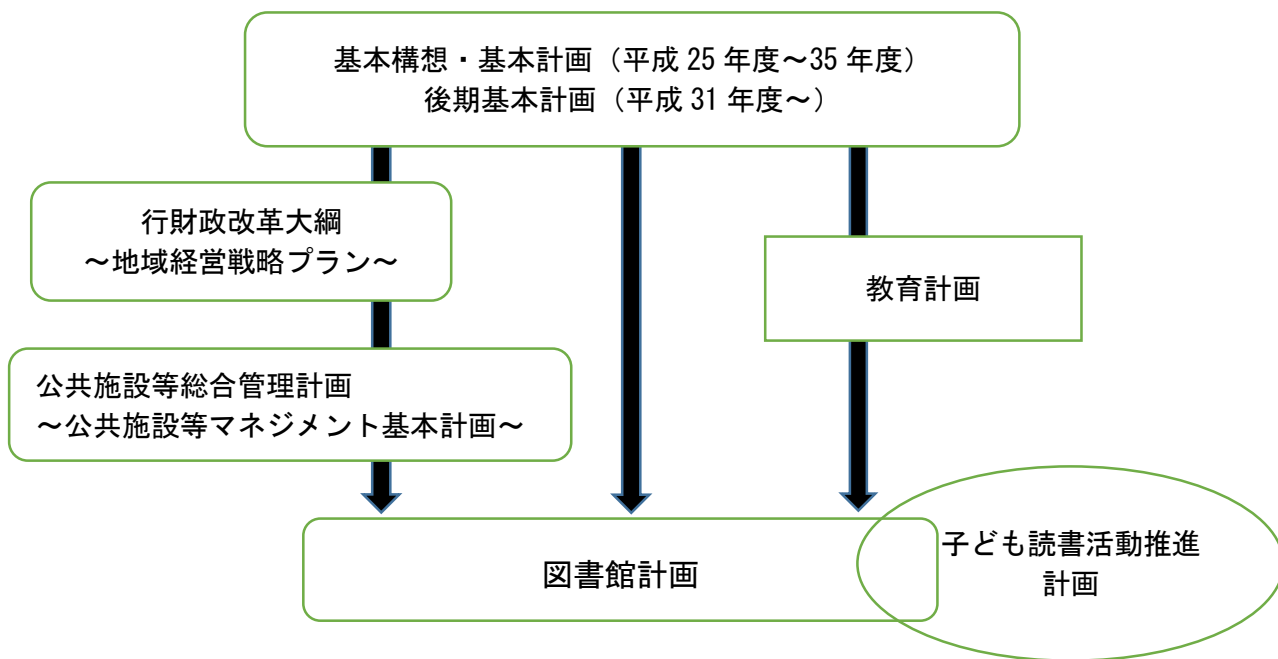 基本構想・基本計画（平成 25 年度～35 年度）
後期基本計画（平成 31 年度～）
行財政改革大綱
～地域経営戦略プラン～
教育計画
公共施設等総合管理計画
～公共施設等マネジメント基本計画～
図書館計画
子ども読書活動推進
計画